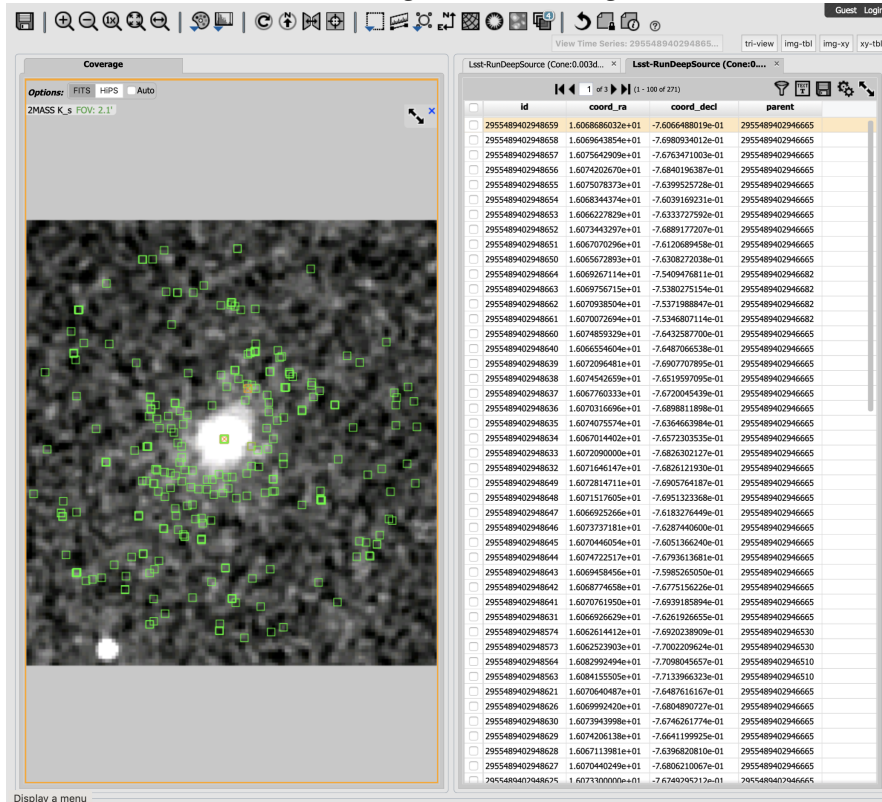 Guest Login
View Time Series: 295548940294865...
tri-view img-tbl img-xy xy-tbl
Coverage
Options: FITS HiPS Auto
2MASS K_s FOV: 2.1'
Lsst-RunDeepSource (Cone:0.003d... × Lsst-RunDeepSource (Cone:0.... ×
1 of 3 (1 - 100 of 271)
TEXT
id coord_ra coord_decl parent
2955489402948659 1.6068686032e+01 -7.6066488019e-01 2955489402946665
2955489402948658 1.6069643854e+01 -7.6980934012e-01 2955489402946665
2955489402948657 1.6075642909e+01 -7.6763471003e-01 2955489402946665
2955489402948656 1.6074202670e+01 -7.6840196387e-01 2955489402946665
2955489402948655 1.6075078373e+01 -7.6399525728e-01 2955489402946665
2955489402948654 1.6068344374e+01 -7.6039169231e-01 2955489402946665
2955489402948653 1.6066227829e+01 -7.6333727592e-01 2955489402946665
2955489402948652 1.6073443297e+01 -7.6889177207e-01 2955489402946665
2955489402948651 1.6067070296e+01 -7.6120689458e-01 2955489402946665
2955489402948650 1.6065672893e+01 -7.6308272038e-01 2955489402946665
2955489402948664 1.6069267114e+01 -7.5409476811e-01 2955489402946682
2955489402948663 1.6069756715e+01 -7.5380275154e-01 2955489402946682
2955489402948662 1.6070938504e+01 -7.5371988847e-01 2955489402946682
2955489402948661 1.6070072694e+01 -7.5346807114e-01 2955489402946682
2955489402948660 1.6074859329e+01 -7.6432587700e-01 2955489402946665
2955489402948640 1.6066554604e+01 -7.6487066538e-01 2955489402946665
2955489402948639 1.6072096481e+01 -7.6907707895e-01 2955489402946665
2955489402948638 1.6074542659e+01 -7.6519597095e-01 2955489402946665
2955489402948637 1.6067760333e+01 -7.6720045439e-01 2955489402946665
2955489402948636 1.6070316696e+01 -7.6898811898e-01 2955489402946665
2955489402948635 1.6074075574e+01 -7.6364663984e-01 2955489402946665
2955489402948634 1.6067014402e+01 -7.6572303535e-01 2955489402946665
2955489402948633 1.6072090000e+01 -7.6826302127e-01 2955489402946665
2955489402948632 1.6071646147e+01 -7.6826121930e-01 2955489402946665
2955489402948649 1.6072814711e+01 -7.6905764187e-01 2955489402946665
2955489402948648 1.6071517605e+01 -7.6951323368e-01 2955489402946665
2955489402948647 1.6066925266e+01 -7.6183276449e-01 2955489402946665
2955489402948646 1.6073737181e+01 -7.6287440600e-01 2955489402946665
2955489402948645 1.6070446054e+01 -7.6051366240e-01 2955489402946665
2955489402948644 1.6074722517e+01 -7.6793613681e-01 2955489402946665
2955489402948643 1.6069458456e+01 -7.5985265050e-01 2955489402946665
2955489402948642 1.6068774658e+01 -7.6775156226e-01 2955489402946665
2955489402948641 1.6070761950e+01 -7.6939185894e-01 2955489402946665
2955489402948631 1.6066926629e+01 -7.6261926655e-01 2955489402946665
2955489402948574 1.6062614412e+01 -7.6920238909e-01 2955489402946530
2955489402948573 1.6062523903e+01 -7.7002209624e-01 2955489402946530
2955489402948564 1.6082992494e+01 -7.7098045657e-01 2955489402946510
2955489402948563 1.6084155505e+01 -7.7133966323e-01 2955489402946510
2955489402948621 1.6070640487e+01 -7.6487616167e-01 2955489402946665
2955489402948626 1.6069992420e+01 -7.6804890727e-01 2955489402946665
2955489402948630 1.6073943998e+01 -7.6746261774e-01 2955489402946665
2955489402948629 1.6074206138e+01 -7.6641199925e-01 2955489402946665
2955489402948628 1.6067113981e+01 -7.6396820810e-01 2955489402946665
2955489402948627 1.6070440299e+01 -7.6806210067e-01 2955489402946665
2955489402948625 1.6073300000e+01 -7.6749295212e-01 2955489402946665
Display a menu